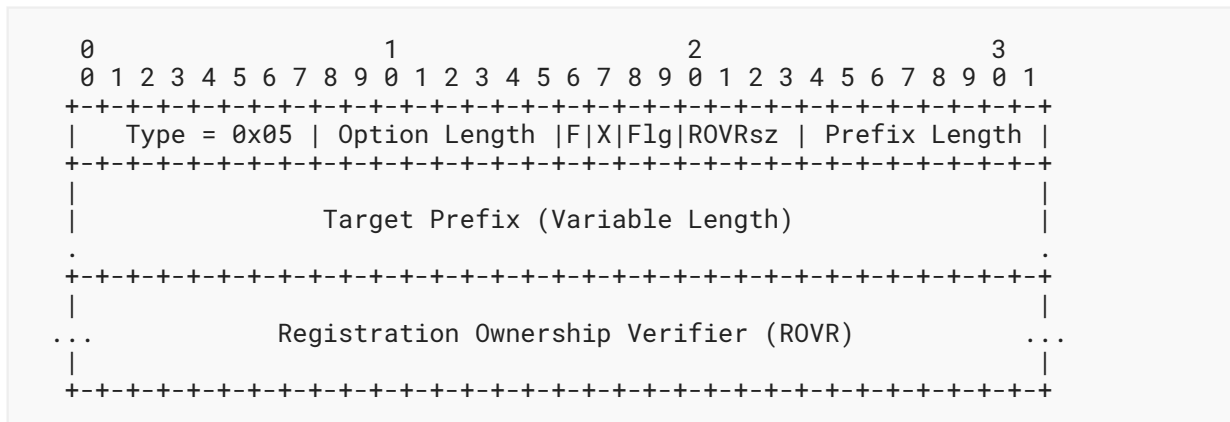 0                   1                   2                   3
 0 1 2 3 4 5 6 7 8 9 0 1 2 3 4 5 6 7 8 9 0 1 2 3 4 5 6 7 8 9 0 1
+-+-+-+-+-+-+-+-+-+-+-+-+-+-+-+-+-+-+-+-+-+-+-+-+-+-+-+-+-+-+-+-+
|   Type = 0x05 | Option Length |F|X|Flg|ROVRsz | Prefix Length |
+-+-+-+-+-+-+-+-+-+-+-+-+-+-+-+-+-+-+-+-+-+-+-+-+-+-+-+-+-+-+-+-+
|                                                               |
|                Target Prefix (Variable Length)                |
.                                                               .
+-+-+-+-+-+-+-+-+-+-+-+-+-+-+-+-+-+-+-+-+-+-+-+-+-+-+-+-+-+-+-+-+
|                                                               |
...            Registration Ownership Verifier (ROVR)           ...
|                                                               |
+-+-+-+-+-+-+-+-+-+-+-+-+-+-+-+-+-+-+-+-+-+-+-+-+-+-+-+-+-+-+-+-+